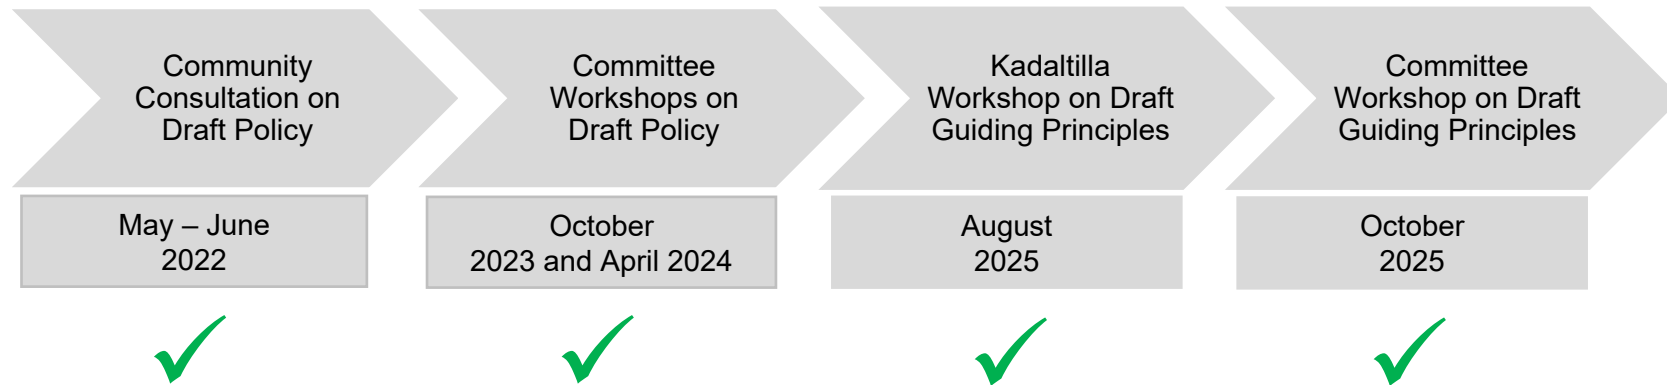 Community
Consultation on
Draft Policy
May – June
2022
Committee
Workshops on
Draft Policy
October
2023 and April 2024
Kadaltilla
Workshop on Draft
Guiding Principles
August
2025
Committee
Workshop on Draft
Guiding Principles
October
2025